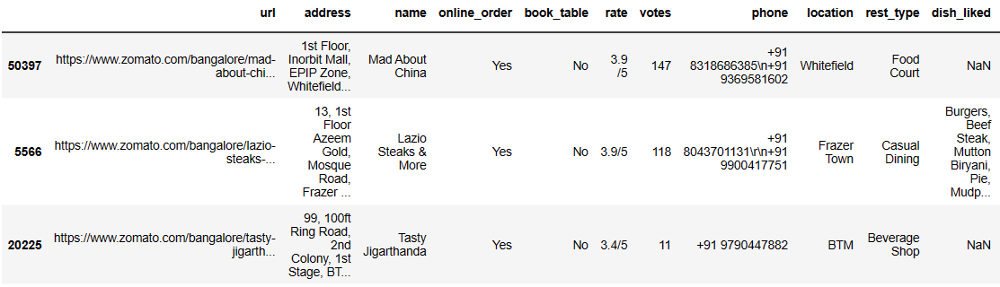 url address name online_order book_table rate votes phone location rest_type dish_liked
50397 https://www.zomato.com/bangalore/mad-about-chi... 1st Floor, Inorbit Mall, EPIP Zone, Whitefield... Mad About China Yes No 3.9 /5 147 +91 8318686385\n+91 9369581602 Whitefield Food Court NaN
5566 https://www.zomato.com/bangalore/lazio-steaks-... 13, 1st Floor Azeem Gold, Mosque Road, Frazer ... Lazio Steaks & More Yes No 3.9/5 118 +91 8043701131\r\n+91 9900417751 Frazer Town Casual Dining Burgers, Beef Steak, Mutton Biryani, Pie, Mudp...
20225 https://www.zomato.com/bangalore/tasty-jigarth... 99, 100ft Ring Road, 2nd Colony, 1st Stage, BT... Tasty Jigarthanda Yes No 3.4/5 11 +91 9790447882 BTM Beverage Shop NaN